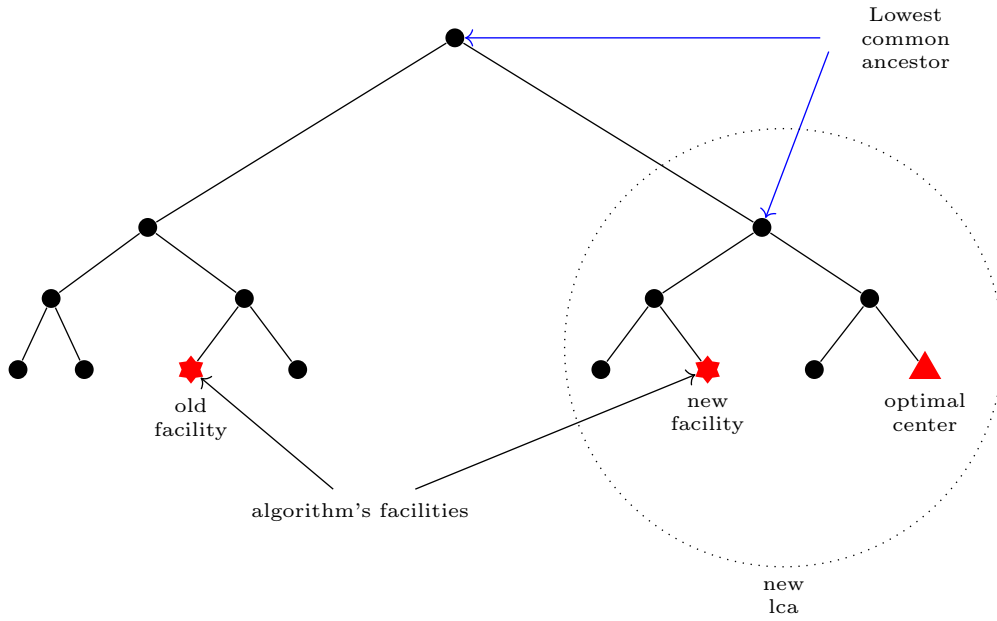 Lowest
common
ancestor
old
facility
new
facility
optimal
center
algorithm's facilities
new
lca